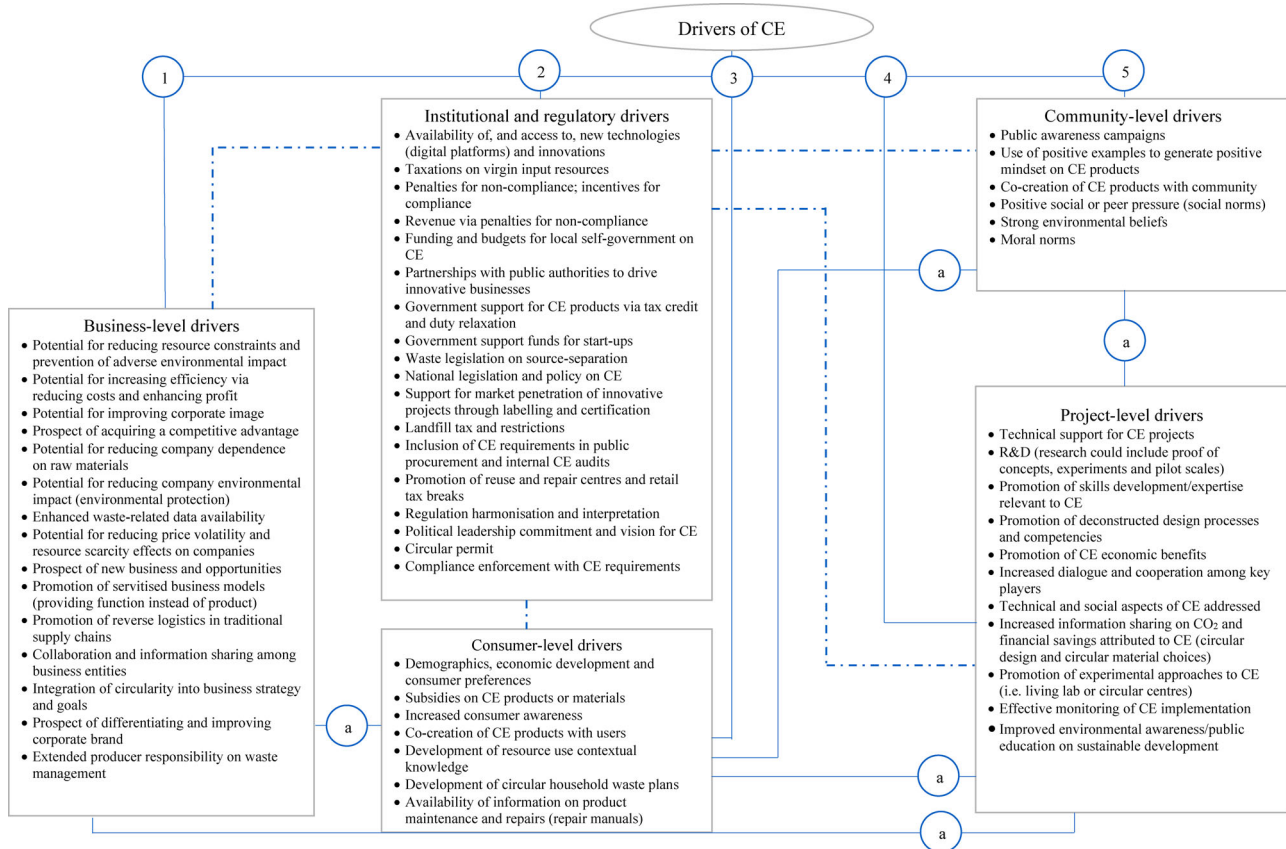 Drivers of CE
1
2
3
4
5
Institutional and regulatory drivers
• Availability of, and access to, new technologies
(digital platforms) and innovations
• Taxations on virgin input resources
• Penalties for non-compliance; incentives for
compliance
• Revenue via penalties for non-compliance
• Funding and budgets for local self-government on
CE
• Partnerships with public authorities to drive
innovative businesses
• Government support for CE products via tax credit
and duty relaxation
• Government support funds for start-ups
• Waste legislation on source-separation
• National legislation and policy on CE
• Support for market penetration of innovative
projects through labelling and certification
• Landfill tax and restrictions
• Inclusion of CE requirements in public
procurement and internal CE audits
• Promotion of reuse and repair centres and retail
tax breaks
• Regulation harmonisation and interpretation
• Political leadership commitment and vision for CE
• Circular permit
• Compliance enforcement with CE requirements
Community-level drivers
• Public awareness campaigns
• Use of positive examples to generate positive
mindset on CE products
• Co-creation of CE products with community
• Positive social or peer pressure (social norms)
• Strong environmental beliefs
• Moral norms
a
a
Business-level drivers
• Potential for reducing resource constraints and
prevention of adverse environmental impact
• Potential for increasing efficiency via
reducing costs and enhancing profit
• Potential for improving corporate image
• Prospect of acquiring a competitive advantage
• Potential for reducing company dependence
on raw materials
• Potential for reducing company environmental
impact (environmental protection)
• Enhanced waste-related data availability
• Potential for reducing price volatility and
resource scarcity effects on companies
• Prospect of new business and opportunities
• Promotion of servitised business models
(providing function instead of product)
• Promotion of reverse logistics in traditional
supply chains
• Collaboration and information sharing among
business entities
• Integration of circularity into business strategy
and goals
• Prospect of differentiating and improving
corporate brand
• Extended producer responsibility on waste
management
a
Consumer-level drivers
• Demographics, economic development and
consumer preferences
• Subsidies on CE products or materials
• Increased consumer awareness
• Co-creation of CE products with users
• Development of resource use contextual
knowledge
• Development of circular household waste plans
• Availability of information on product
maintenance and repairs (repair manuals)
Project-level drivers
• Technical support for CE projects
• R&D (research could include proof of
concepts, experiments and pilot scales)
• Promotion of skills development/expertise
relevant to CE
• Promotion of deconstructed design processes
and competencies
• Promotion of CE economic benefits
• Increased dialogue and cooperation among key
players
• Technical and social aspects of CE addressed
• Increased information sharing on CO₂ and
financial savings attributed to CE (circular
design and circular material choices)
• Promotion of experimental approaches to CE
(i.e. living lab or circular centres)
• Effective monitoring of CE implementation
• Improved environmental awareness/public
education on sustainable development
a
a